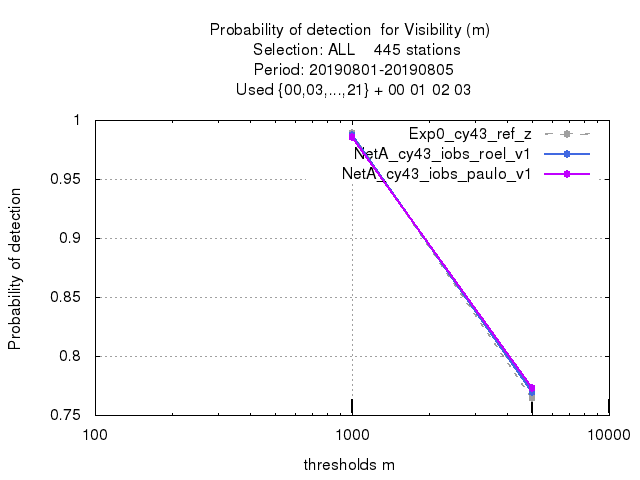 Probability of detection  for Visibility (m)
Selection: ALL    445 stations
Period: 20190801-20190805
Used {00,03,...,21} + 00 01 02 03
Exp0_cy43_ref_z
NetA_cy43_iobs_roel_v1
NetA_cy43_iobs_paulo_v1
1
0.95
0.9
0.85
0.8
0.75
Probability of detection
100
1000
10000
thresholds m